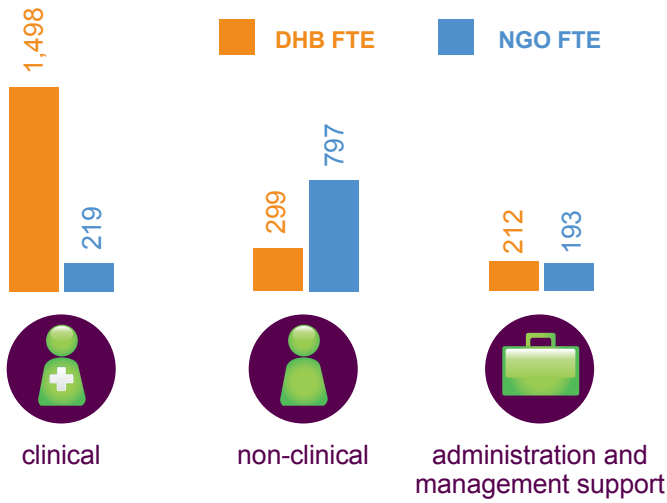 DHB FTE
NGO FTE
1,498
219
299
797
212
193
clinical
non-clinical
administration and
management support